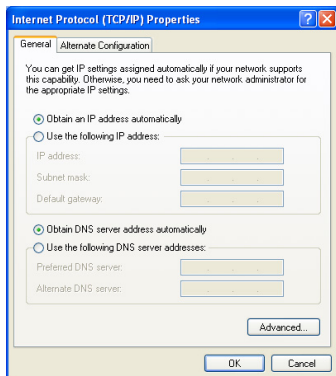 Internet Protocol (TCP/IP) Properties
General
Alternate Configuration
You can get IP settings assigned automatically if your network supports
this capability. Otherwise, you need to ask your network administrator for
the appropriate IP settings.
Obtain an IP address automatically
Use the following IP address:
IP address:
Subnet mask:
Default gateway:
Obtain DNS server address automatically
Use the following DNS server addresses:
Preferred DNS server:
Alternate DNS server:
Advanced...
OK
Cancel